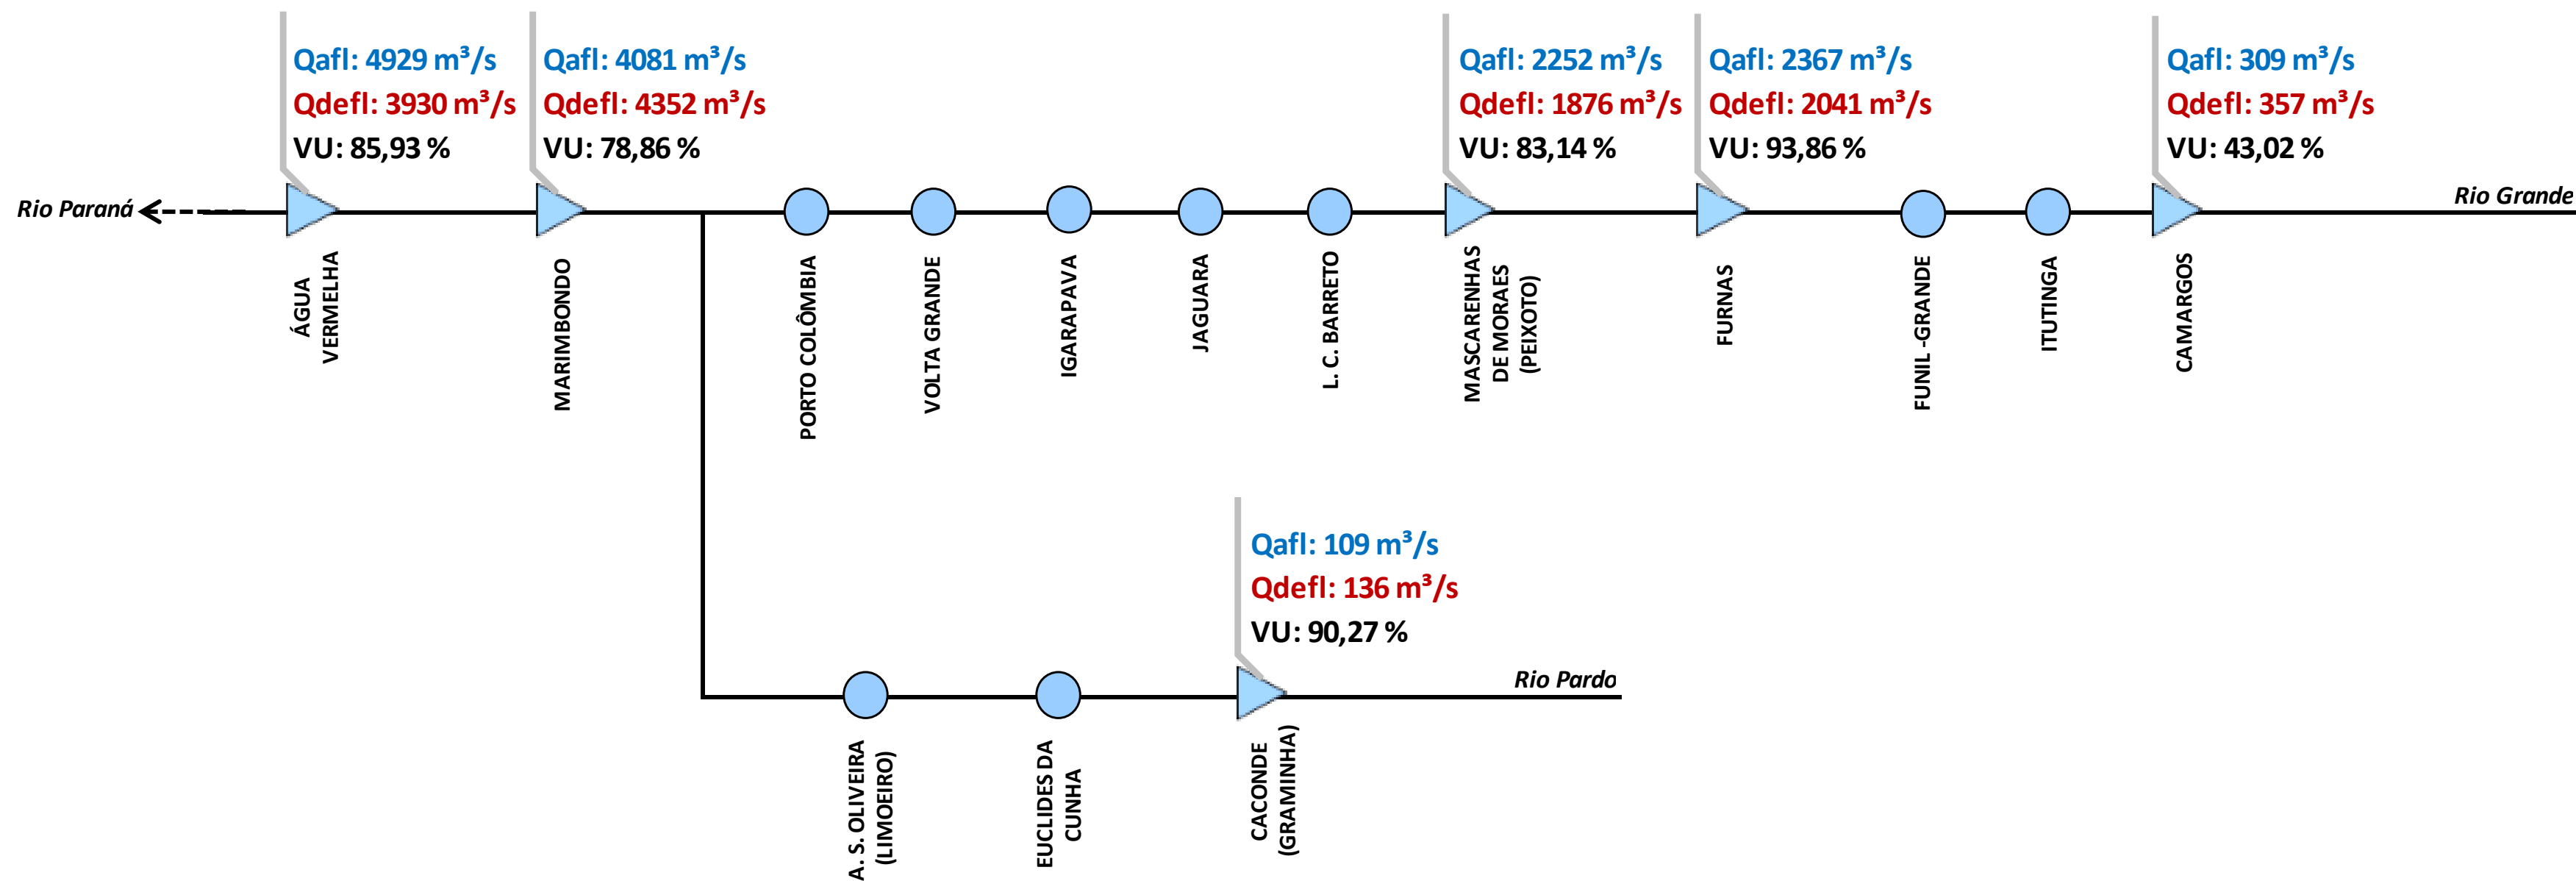 Qafl: 4929 m³/s
Qdefl: 3930 m³/s
VU: 85,93 %
Qafl: 4081 m³/s
Qdefl: 4352 m³/s
VU: 78,86 %
Qafl: 2252 m³/s
Qdefl: 1876 m³/s
VU: 83,14 %
Qafl: 2367 m³/s
Qdefl: 2041 m³/s
VU: 93,86 %
Qafl: 309 m³/s
Qdefl: 357 m³/s
VU: 43,02 %
Rio Paraná
Rio Grande
ÁGUA
VERMELHA
MARIMBONDO
PORTO COLÔMBIA
VOLTA GRANDE
IGARAPAVA
JAGUARA
L. C. BARRETO
MASCARENHAS
DE MORAES
(PEIXOTO)
FURNAS
FUNIL -GRANDE
ITUTINGA
CAMARGOS
Qafl: 109 m³/s
Qdefl: 136 m³/s
VU: 90,27 %
Rio Pardo
A. S. OLIVEIRA
(LIMOEIRO)
EUCLIDES DA
CUNHA
CACONDE
(GRAMINHA)